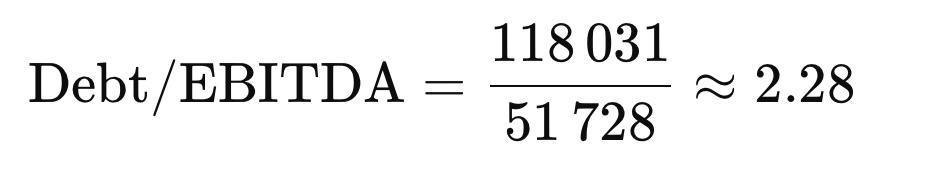 Debt/EBITDA = 118 031 / 51 728 ≈ 2.28